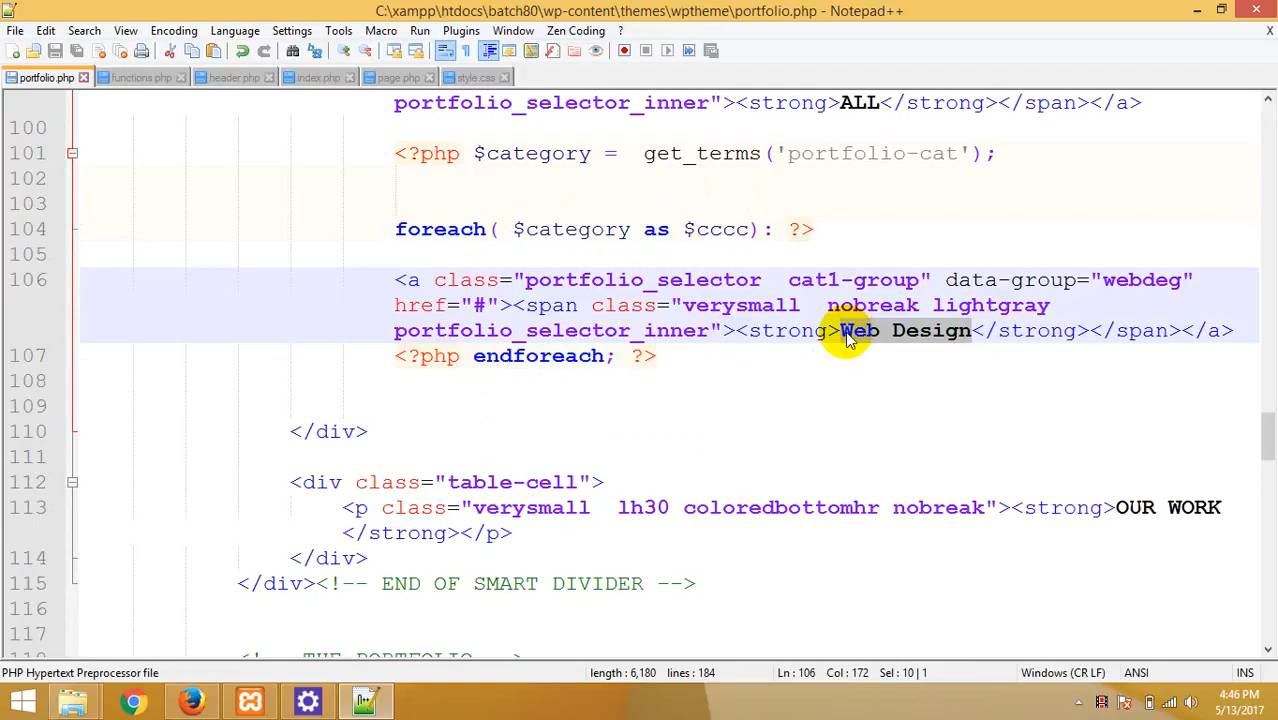 C:\xampp\htdocs\batch80\wp-content\themes\wptheme\portfolio.php - Notepad++
File Edit Search View Encoding Language Settings Tools Macro Run Plugins Window Zen Coding ? X
portfolio.php functions.php header.php index.php page.php style.css
portfolio_selector_inner"><strong>ALL</strong></span></a>
100
101 <?php $category =  get_terms('portfolio-cat');
102
103
104 foreach( $category as $cccc): ?>
105
106 <a class="portfolio_selector  cat1-group" data-group="webdeg"
href="#"><span class="verysmall  nobreak lightgray
portfolio_selector_inner"><strong>Web Design</strong></span></a>
107 <?php endforeach; ?>
108
109
110 </div>
111
112 <div class="table-cell">
113 <p class="verysmall  lh30 coloredbottomhr nobreak"><strong>OUR WORK
</strong></p>
114 </div>
115 </div><!-- END OF SMART DIVIDER -->
116
117
PHP Hypertext Preprocessor file length : 6,180 lines : 184 Ln : 106 Col : 172 Sel : 10 | 1 Windows (CR LF) ANSI INS
4:46 PM
5/13/2017